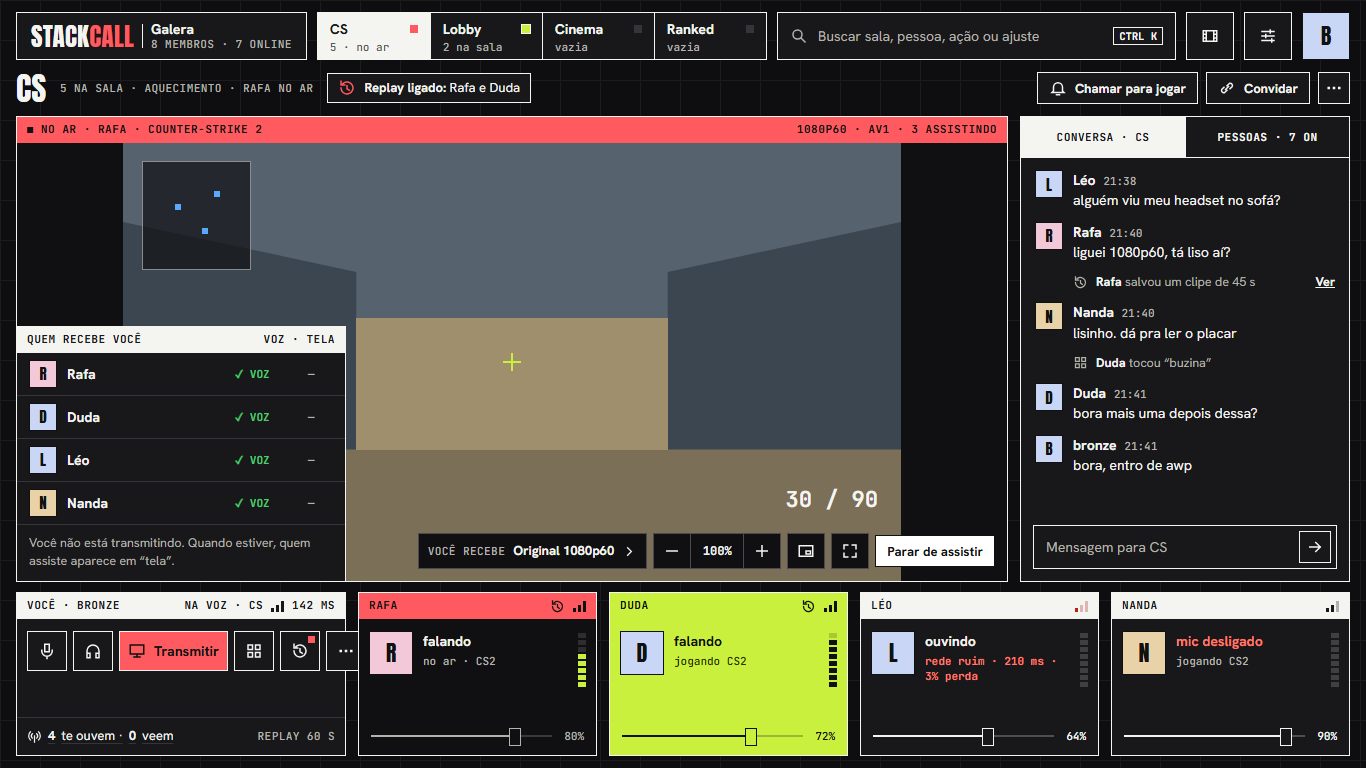 STACKCALL
Galera
8 MEMBROS · 7 ONLINE
CS
5 · no ar
Lobby
2 na sala
Cinema
vazia
Ranked
vazia
Buscar sala, pessoa, ação ou ajuste
CTRL K
B
CS
5 NA SALA · AQUECIMENTO · RAFA NO AR
Replay ligado: Rafa e Duda
Chamar para jogar
Convidar
NO AR · RAFA · COUNTER-STRIKE 2
1080P60 · AV1 · 3 ASSISTINDO
QUEM RECEBE VOCÊ
VOZ · TELA
R Rafa ✓ VOZ —
D Duda ✓ VOZ —
L Léo ✓ VOZ —
N Nanda ✓ VOZ —
Você não está transmitindo. Quando estiver, quem
assiste aparece em “tela”.
30 / 90
VOCÊ RECEBE Original 1080p60
100%
Parar de assistir
CONVERSA · CS
PESSOAS · 7 ON
L
Léo 21:38
alguém viu meu headset no sofá?
R
Rafa 21:40
liguei 1080p60, tá liso aí?
Rafa salvou um clipe de 45 s
Ver
N
Nanda 21:40
lisinho. dá pra ler o placar
Duda tocou “buzina”
D
Duda 21:41
bora mais uma depois dessa?
B
bronze 21:41
bora, entro de awp
Mensagem para CS
VOCÊ · BRONZE
NA VOZ · CS 142 MS
Transmitir
4 te ouvem · 0 veem
REPLAY 60 S
RAFA
R
falando
no ar · CS2
80%
DUDA
D
falando
jogando CS2
72%
LÉO
L
ouvindo
rede ruim · 210 ms ·
3% perda
64%
NANDA
N
mic desligado
jogando CS2
90%